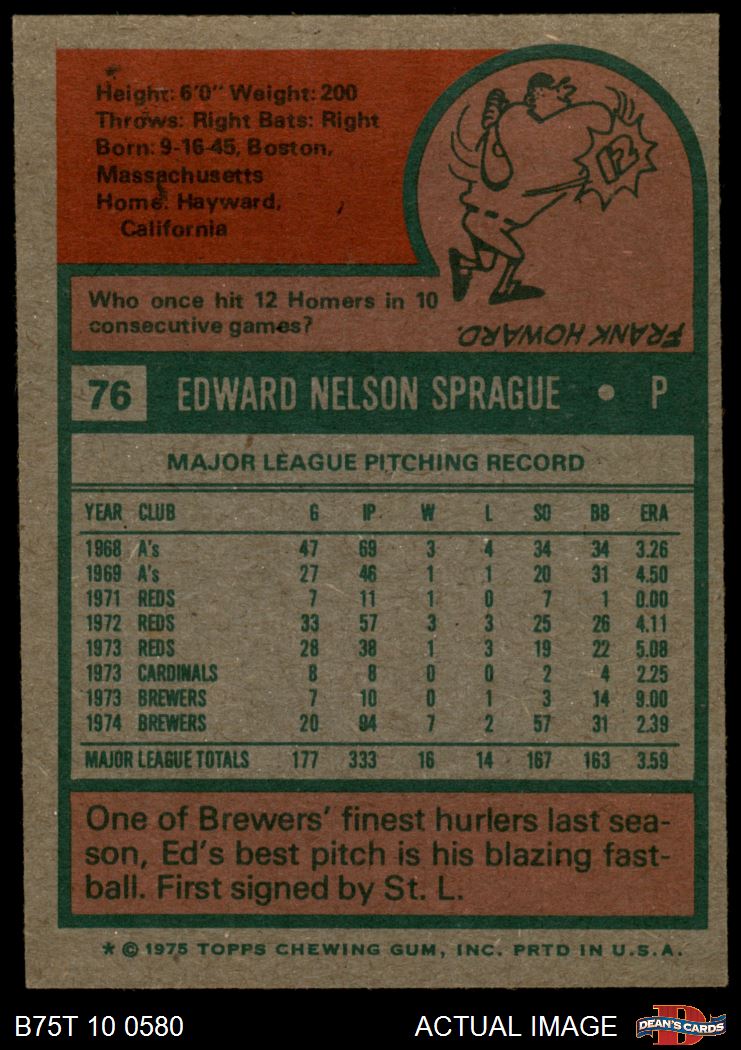 Height: 6'0" Weight: 200
Throws: Right Bats: Right
Born: 9-16-45, Boston,
Massachusetts
Home: Hayward,
California
12
Who once hit 12 Homers in 10
consecutive games?
FRANK HOWARD.
76 EDWARD NELSON SPRAGUE • P
MAJOR LEAGUE PITCHING RECORD
YEAR CLUB G IP W L SO BB ERA
1968 A's 47 69 3 4 34 34 3.26
1969 A's 27 46 1 1 20 31 4.50
1971 REDS 7 11 1 0 7 1 0.00
1972 REDS 33 57 3 3 25 26 4.11
1973 REDS 28 38 1 3 19 22 5.08
1973 CARDINALS 8 8 0 0 2 4 2.25
1973 BREWERS 7 10 0 1 3 14 9.00
1974 BREWERS 20 94 7 2 57 31 2.39
MAJOR LEAGUE TOTALS 177 333 16 14 167 163 3.59
One of Brewers' finest hurlers last sea-
son, Ed's best pitch is his blazing fast-
ball. First signed by St. L.
* © 1975 TOPPS CHEWING GUM, INC. PRTD IN U.S.A.
B75T 10 0580 ACTUAL IMAGE DEAN'S CARDS